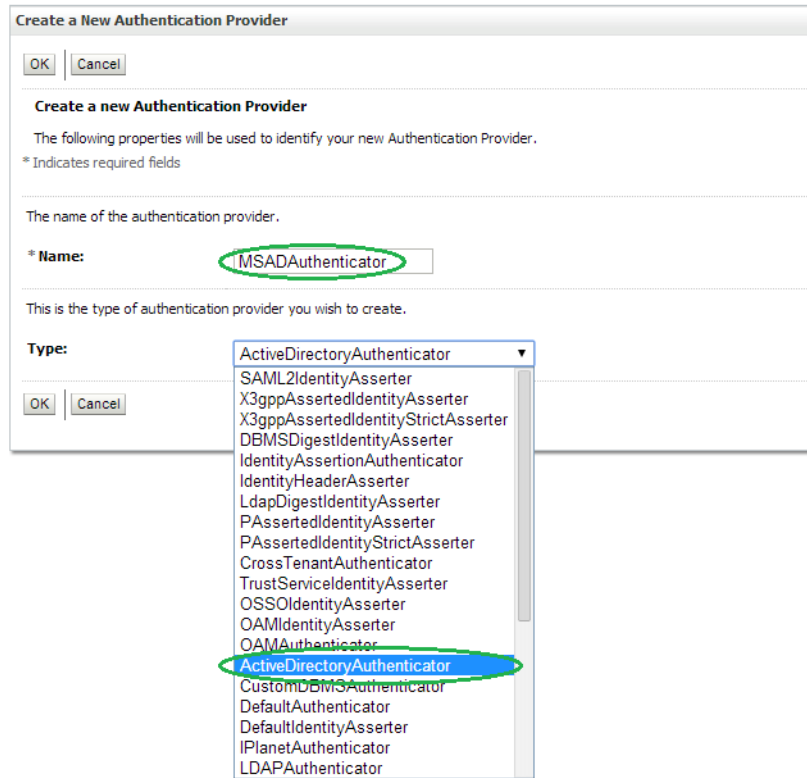 Create a New Authentication Provider
OK Cancel
Create a new Authentication Provider
The following properties will be used to identify your new Authentication Provider.
* Indicates required fields
The name of the authentication provider.
* Name: MSADAuthenticator
This is the type of authentication provider you wish to create.
Type: ActiveDirectoryAuthenticator
SAML2IdentityAsserter
X3gppAssertedIdentityAsserter
OK Cancel
X3gppAssertedIdentityStrictAsserter
DBMSDigestIdentityAsserter
IdentityAssertionAuthenticator
IdentityHeaderAsserter
LdapDigestIdentityAsserter
PAssertedIdentityAsserter
PAssertedIdentityStrictAsserter
CrossTenantAuthenticator
TrustServiceIdentityAsserter
OSSOIdentityAsserter
OAMIdentityAsserter
OAMAuthenticator
ActiveDirectoryAuthenticator
CustomDBMSAuthenticator
DefaultAuthenticator
DefaultIdentityAsserter
IPlanetAuthenticator
LDAPAuthenticator